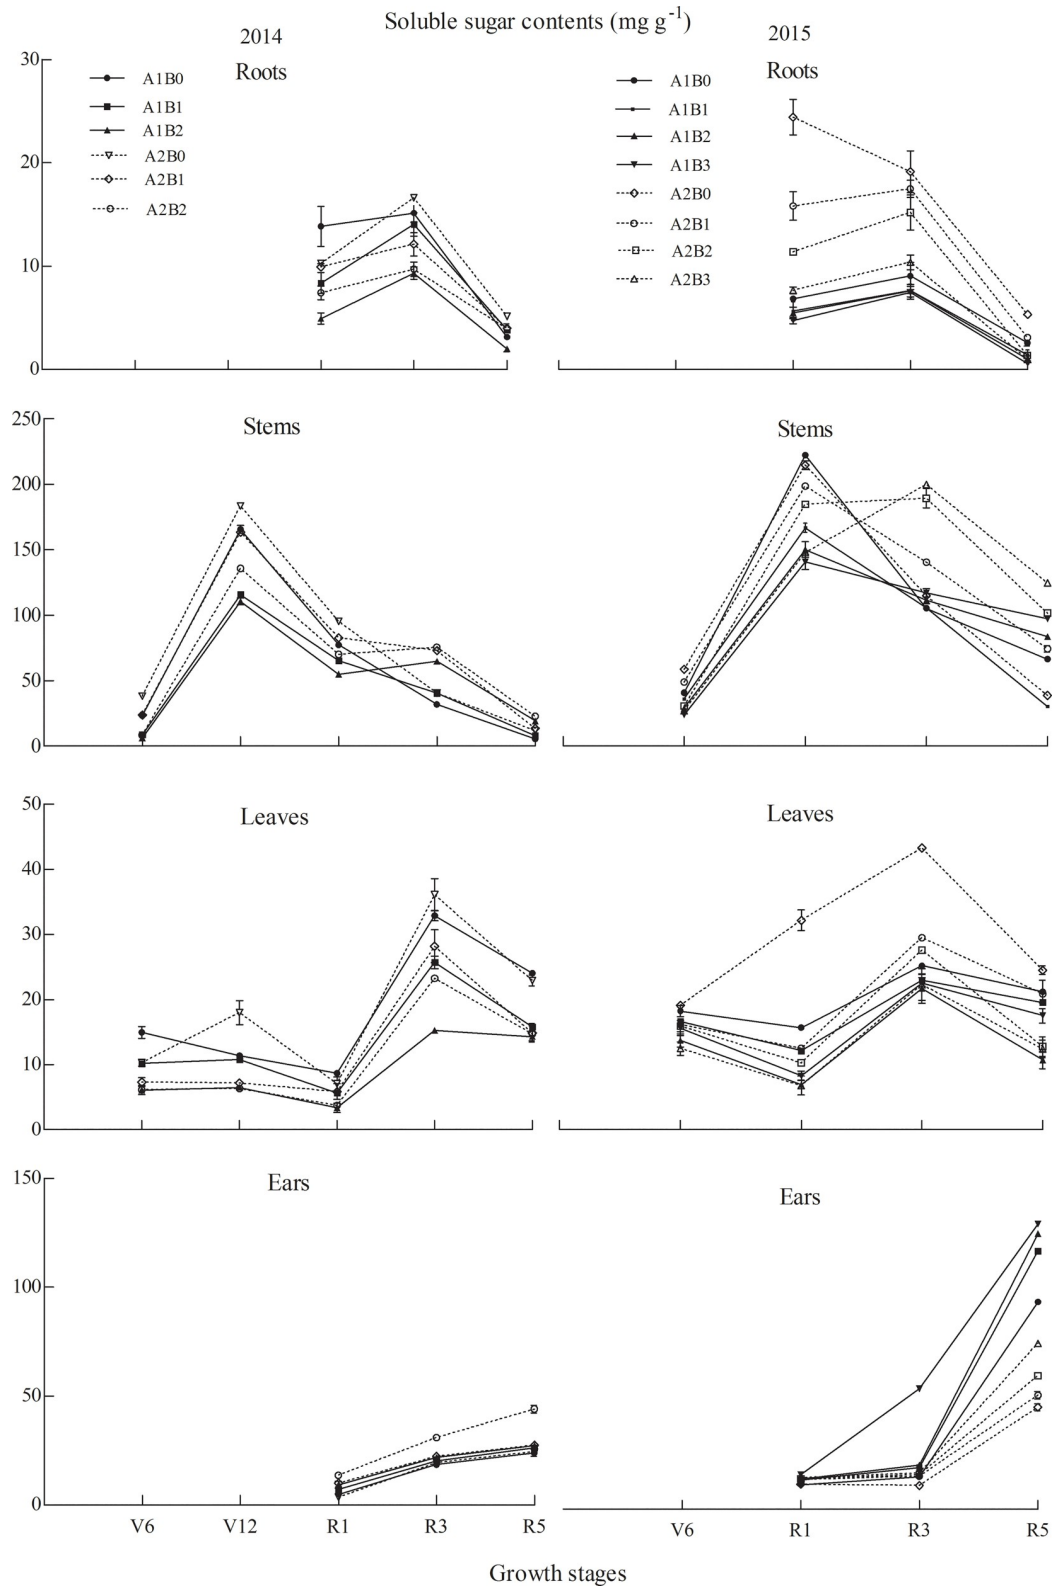 Soluble sugar contents (mg g⁻¹)
2014
2015
Roots
Roots
30
20
10
0
A1B0
A1B1
A1B2
A2B0
A2B1
A2B2
A1B0
A1B1
A1B2
A1B3
A2B0
A2B1
A2B2
A2B3
Stems
Stems
250
200
150
100
50
0
Leaves
Leaves
50
40
30
20
10
0
Ears
Ears
150
100
50
0
V6 V12 R1 R3 R5
V6 R1 R3 R5
Growth stages